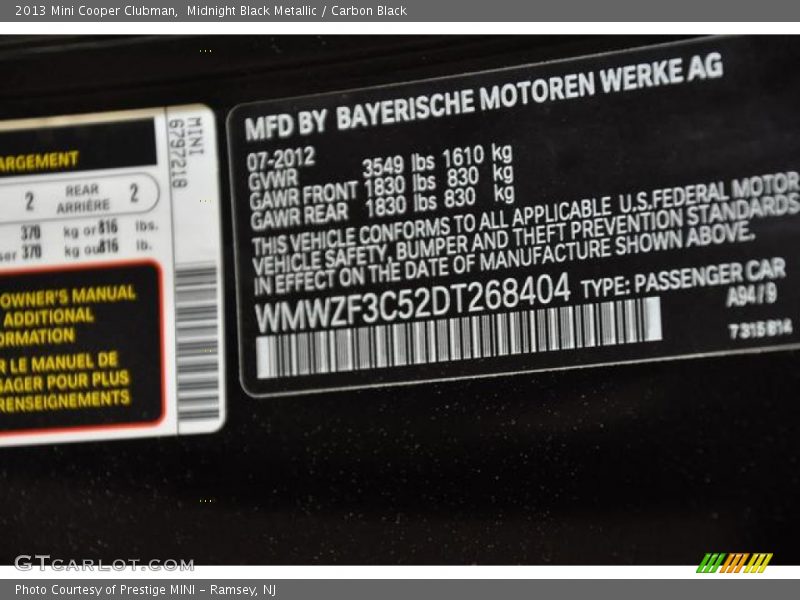 2013 Mini Cooper Clubman, Midnight Black Metallic / Carbon Black
ARGEMENT
2 REAR ARRIÈRE 2
370 kg or 816 lbs.
370 kg ou 816 lb.
OWNER'S MANUAL
ADDITIONAL
ORMATION
R LE MANUEL DE
AGER POUR PLUS
RENSEIGNEMENTS
MINI
6797218
MFD BY BAYERISCHE MOTOREN WERKE AG
07-2012
GVWR 3549 lbs 1610 kg
GAWR FRONT 1830 lbs 830 kg
GAWR REAR 1830 lbs 830 kg
THIS VEHICLE CONFORMS TO ALL APPLICABLE U.S.FEDERAL MOTOR
VEHICLE SAFETY, BUMPER AND THEFT PREVENTION STANDARDS
IN EFFECT ON THE DATE OF MANUFACTURE SHOWN ABOVE.
WMWZF3C52DT268404 TYPE: PASSENGER CAR
A94/9
7315814
GTCARLOT.COM
Photo Courtesy of Prestige MINI - Ramsey, NJ